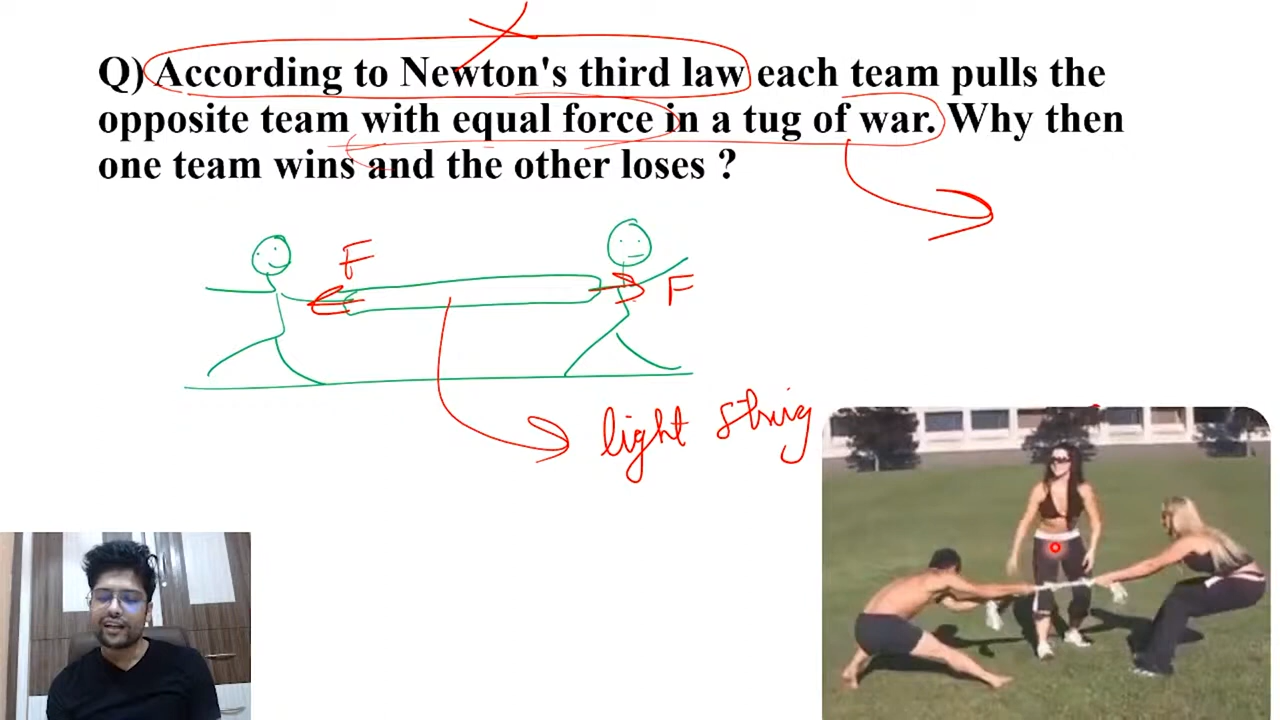 Q) According to Newton's third law each team pulls the
opposite team with equal force in a tug of war. Why then
one team wins and the other loses ?
F
F
light string